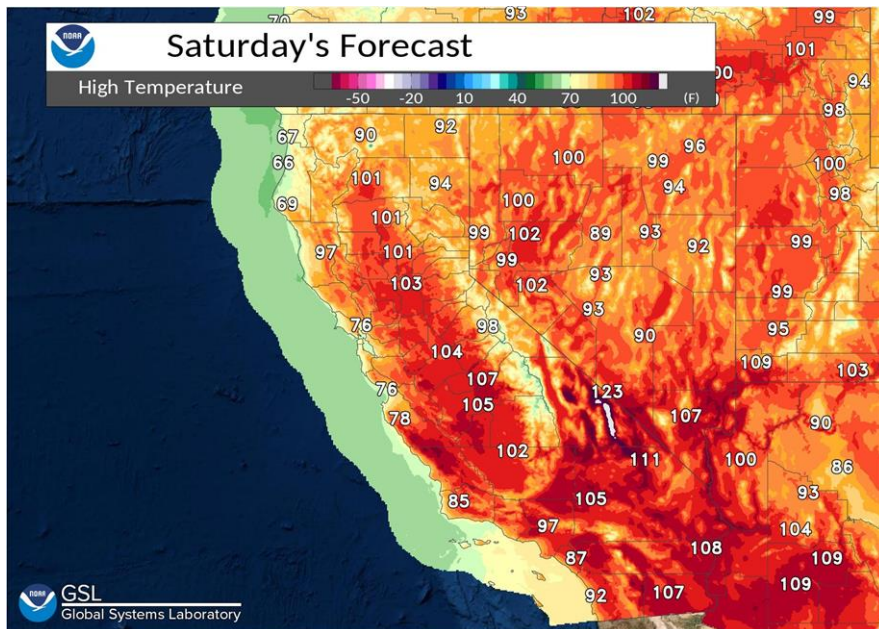 70 93 102 99
NOAA
Saturday's Forecast
101
High Temperature
-50 -20 10 40 70 100 (F)
94
98
67 90 92
66 100 99 96 100
101 94 94 98
69 100
101
97 101 99 102 89 93 92 99
99
103 102 93 99
93
76 98 90 95
104 109 103
107
76 105 123
78 107 90
102 111 100 86
85 105 93
97 104
87 108 109
92 107 109
NOAA
GSL
Global Systems Laboratory